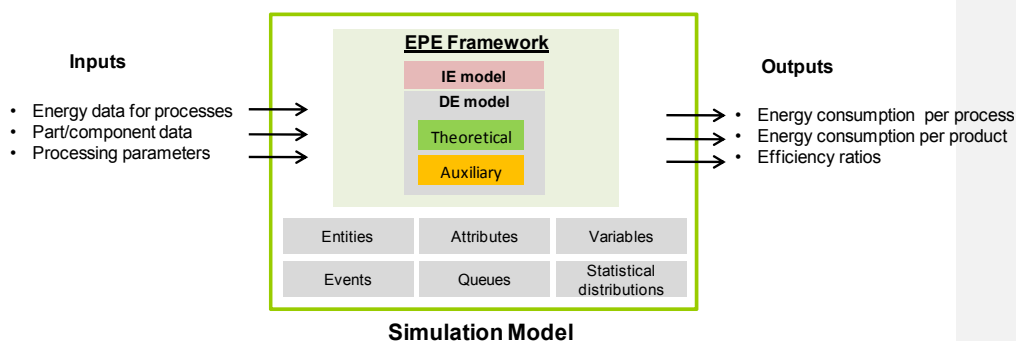 Inputs
• Energy data for processes
• Part/component data
• Processing parameters
EPE Framework
IE model
DE model
Theoretical
Auxiliary
Entities
Attributes
Variables
Events
Queues
Statistical
distributions
Simulation Model
Outputs
• Energy consumption per process
• Energy consumption per product
• Efficiency ratios